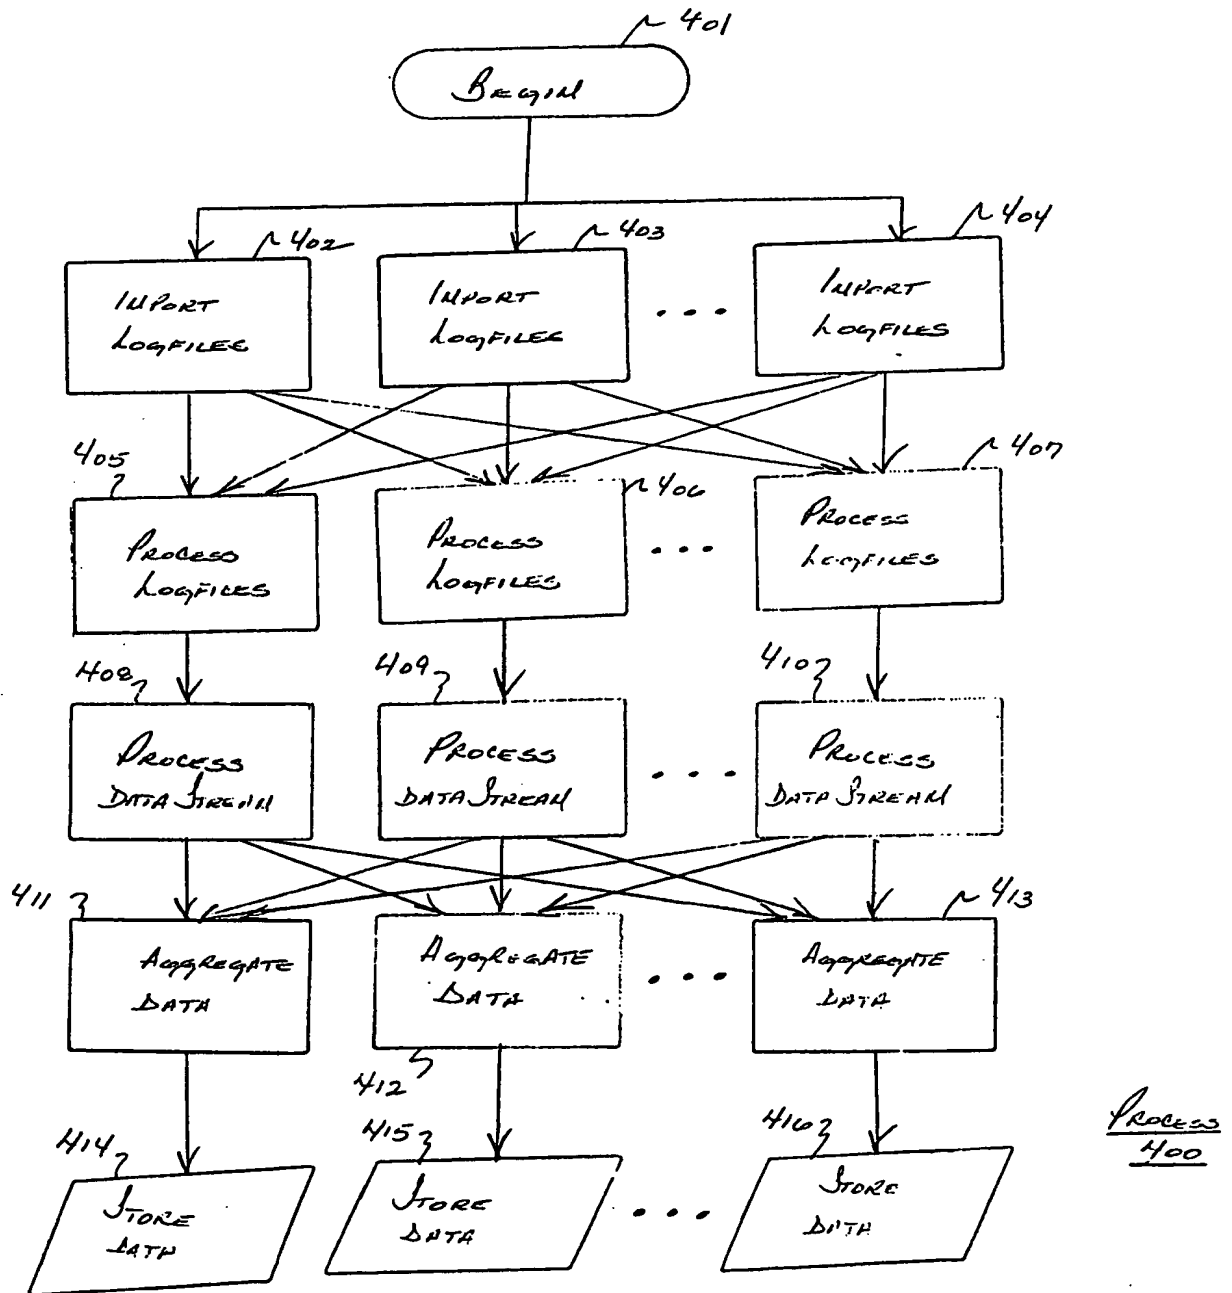 401
BEGIN
402
403
404
IMPORT
LOGFILES
IMPORT
LOGFILES
IMPORT
LOGFILES
405
406
407
PROCESS
LOGFILES
PROCESS
LOGFILES
PROCESS
LOGFILES
408
409
410
PROCESS
DATA STREAM
PROCESS
DATA STREAM
PROCESS
DATA STREAM
411
413
AGGREGATE
DATA
AGGREGATE
DATA
AGGREGATE
DATA
412
414
415
416
STORE
DATA
STORE
DATA
STORE
DATA
PROCESS
400